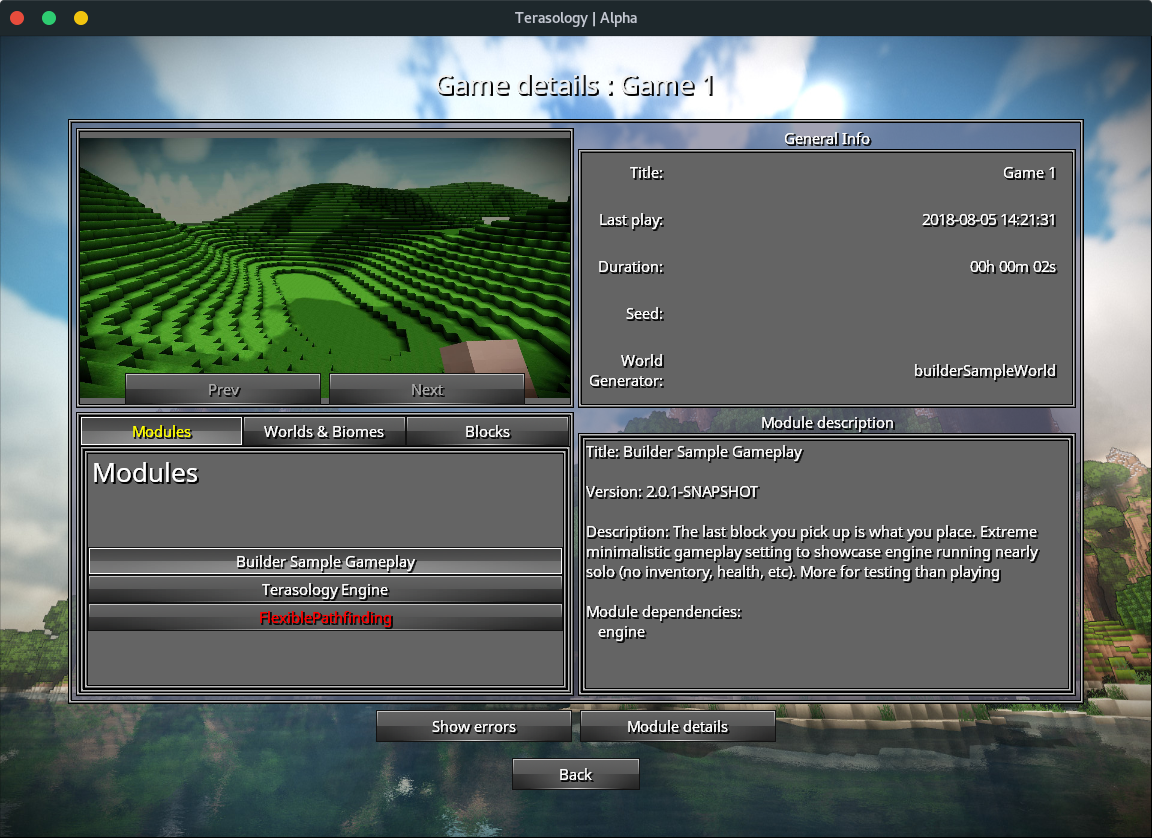 Terasology | Alpha
Game details : Game 1
Prev
Next
General Info
Title:
Game 1
Last play:
2018-08-05 14:21:31
Duration:
00h 00m 02s
Seed:
World
Generator:
builderSampleWorld
Modules
Worlds & Biomes
Blocks
Modules
Builder Sample Gameplay
Terasology Engine
FlexiblePathfinding
Module description
Title: Builder Sample Gameplay
Version: 2.0.1-SNAPSHOT
Description: The last block you pick up is what you place. Extreme
minimalistic gameplay setting to showcase engine running nearly
solo (no inventory, health, etc). More for testing than playing
Module dependencies:
engine
Show errors
Module details
Back